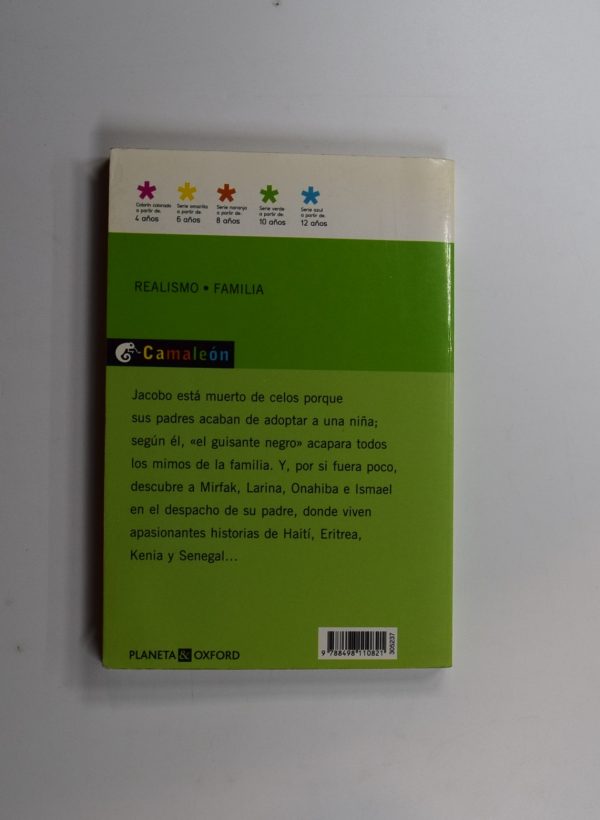 Colorín colorado
a partir de:
4 años
Serie amarilla
a partir de:
6 años
Serie naranja
a partir de:
8 años
Serie verde
a partir de:
10 años
Serie azul
a partir de:
12 años
REALISMO • FAMILIA
Camaleón
Jacobo está muerto de celos porque
sus padres acaban de adoptar a una niña;
según él, «el guisante negro» acapara todos
los mimos de la familia. Y, por si fuera poco,
descubre a Mirfak, Larina, Onahiba e Ismael
en el despacho de su padre, donde viven
apasionantes historias de Haití, Eritrea,
Kenia y Senegal…
PLANETA & OXFORD
9 788498 110821
305237